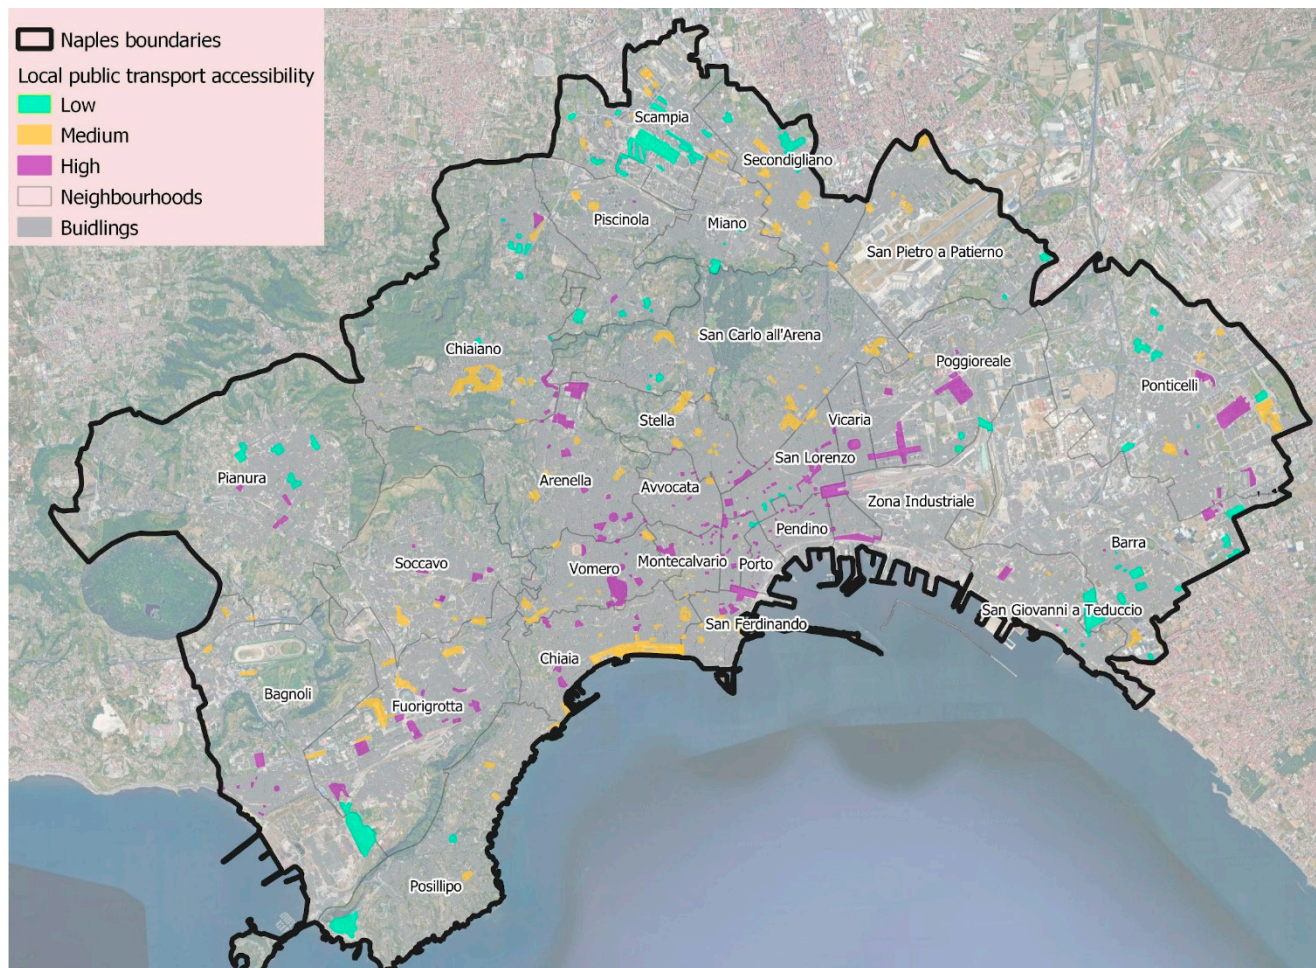 Naples boundaries
Local public transport accessibility
Low
Medium
High
Neighbourhoods
Buidlings
Scampia
Secondigliano
Piscinola
Miano
San Pietro a Patierno
San Carlo all'Arena
Chiaiano
Poggioreale
Ponticelli
Stella
Vicaria
San Lorenzo
Pianura
Arenella
Avvocata
Zona Industriale
Pendino
Barra
Soccavo
Vomero
Montecalvario
Porto
San Giovanni a Teduccio
San Ferdinando
Chiaia
Bagnoli
Fuorigrotta
Posillipo